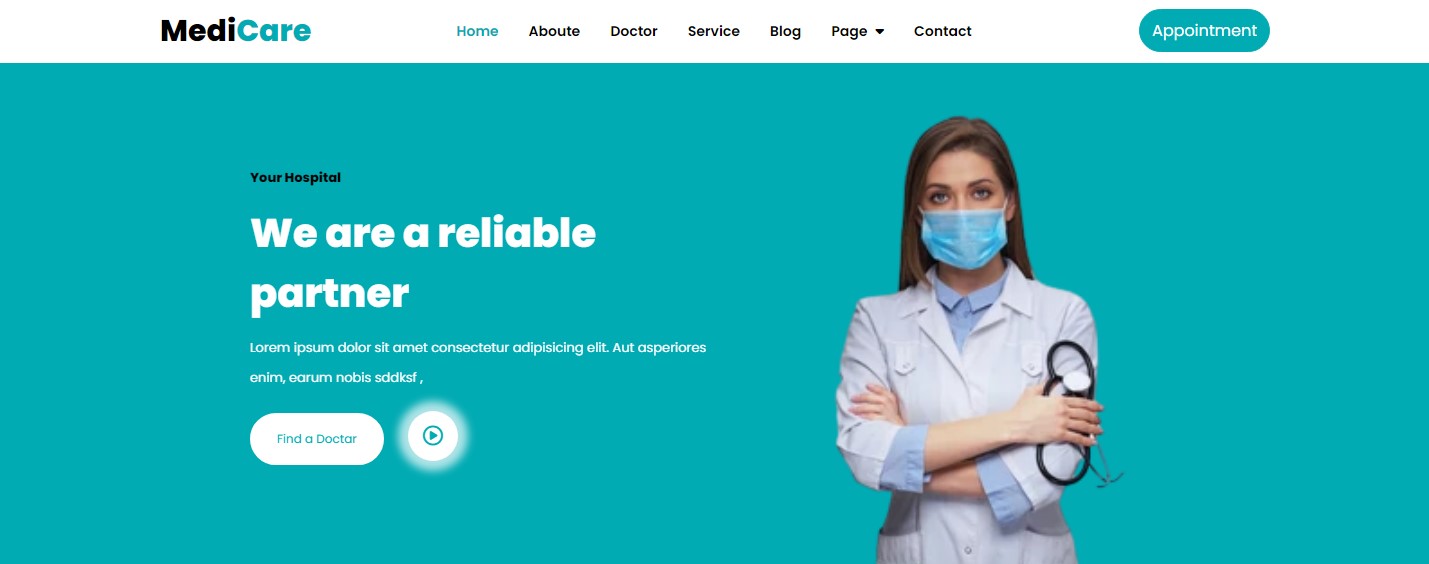 MediCare
Home Aboute Doctor Service Blog Page Contact
Appointment
Your Hospital
We are a reliable
partner
Lorem ipsum dolor sit amet consectetur adipisicing elit. Aut asperiores
enim, earum nobis sddksf ,
Find a Doctar